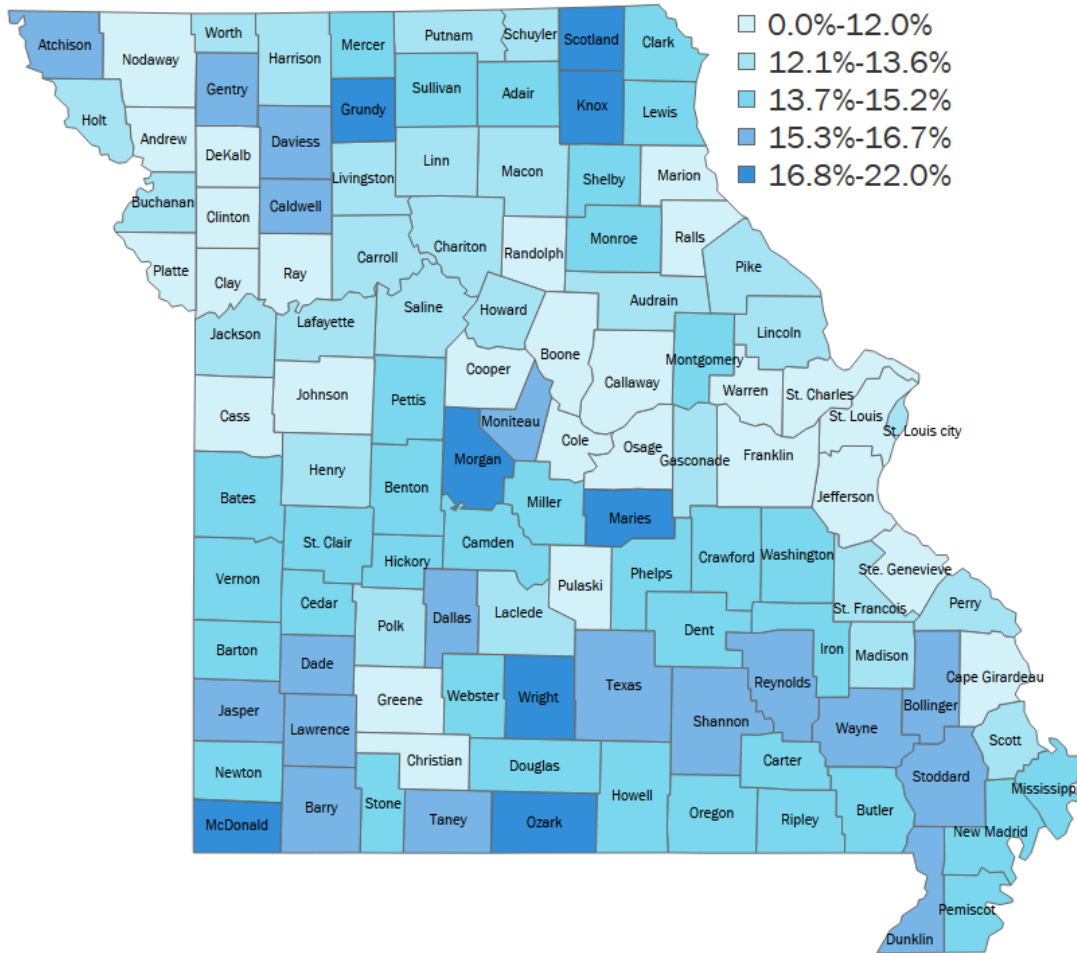 0.0%-12.0%
12.1%-13.6%
13.7%-15.2%
15.3%-16.7%
16.8%-22.0%
Atchison
Nodaway
Worth
Harrison
Mercer
Putnam
Schuyler
Scotland
Clark
Holt
Gentry
Grundy
Sullivan
Adair
Knox
Lewis
Andrew
DeKalb
Daviess
Livingston
Linn
Macon
Shelby
Marion
Buchanan
Clinton
Caldwell
Carroll
Chariton
Randolph
Monroe
Ralls
Pike
Platte
Clay
Ray
Saline
Howard
Audrain
Lincoln
Jackson
Lafayette
Cooper
Boone
Callaway
Montgomery
Warren
St. Charles
St. Louis
St. Louis city
Cass
Johnson
Pettis
Moniteau
Cole
Osage
Gasconade
Franklin
Jefferson
Bates
Henry
Benton
Morgan
Miller
Maries
Crawford
Washington
Ste. Genevieve
St. Francois
Perry
Vernon
St. Clair
Hickory
Camden
Pulaski
Phelps
Cedar
Polk
Dallas
Laclede
Dent
Iron
Madison
Cape Girardeau
Barton
Dade
Greene
Webster
Wright
Texas
Shannon
Reynolds
Wayne
Bollinger
Scott
Jasper
Lawrence
Christian
Douglas
Howell
Carter
Stoddard
Mississipp
Newton
McDonald
Barry
Stone
Taney
Ozark
Oregon
Ripley
Butler
New Madrid
Dunklin
Pemiscot